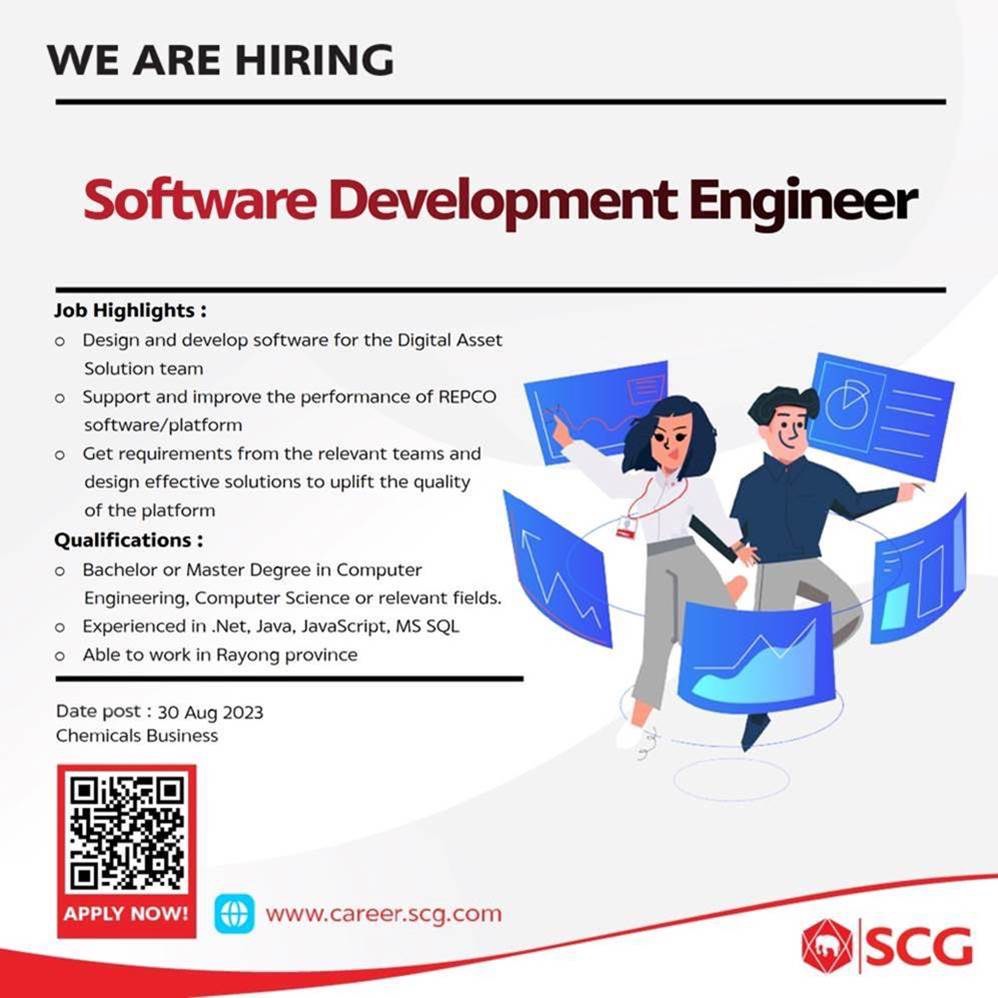 WE ARE HIRING
Software Development Engineer
Job Highlights :
o Design and develop software for the Digital Asset
Solution team
o Support and improve the performance of REPCO
software/platform
o Get requirements from the relevant teams and
design effective solutions to uplift the quality
of the platform
Qualifications :
o Bachelor or Master Degree in Computer
Engineering, Computer Science or relevant fields.
o Experienced in .Net, Java, JavaScript, MS SQL
o Able to work in Rayong province
Date post : 30 Aug 2023
Chemicals Business
APPLY NOW!
www.career.scg.com
SCG